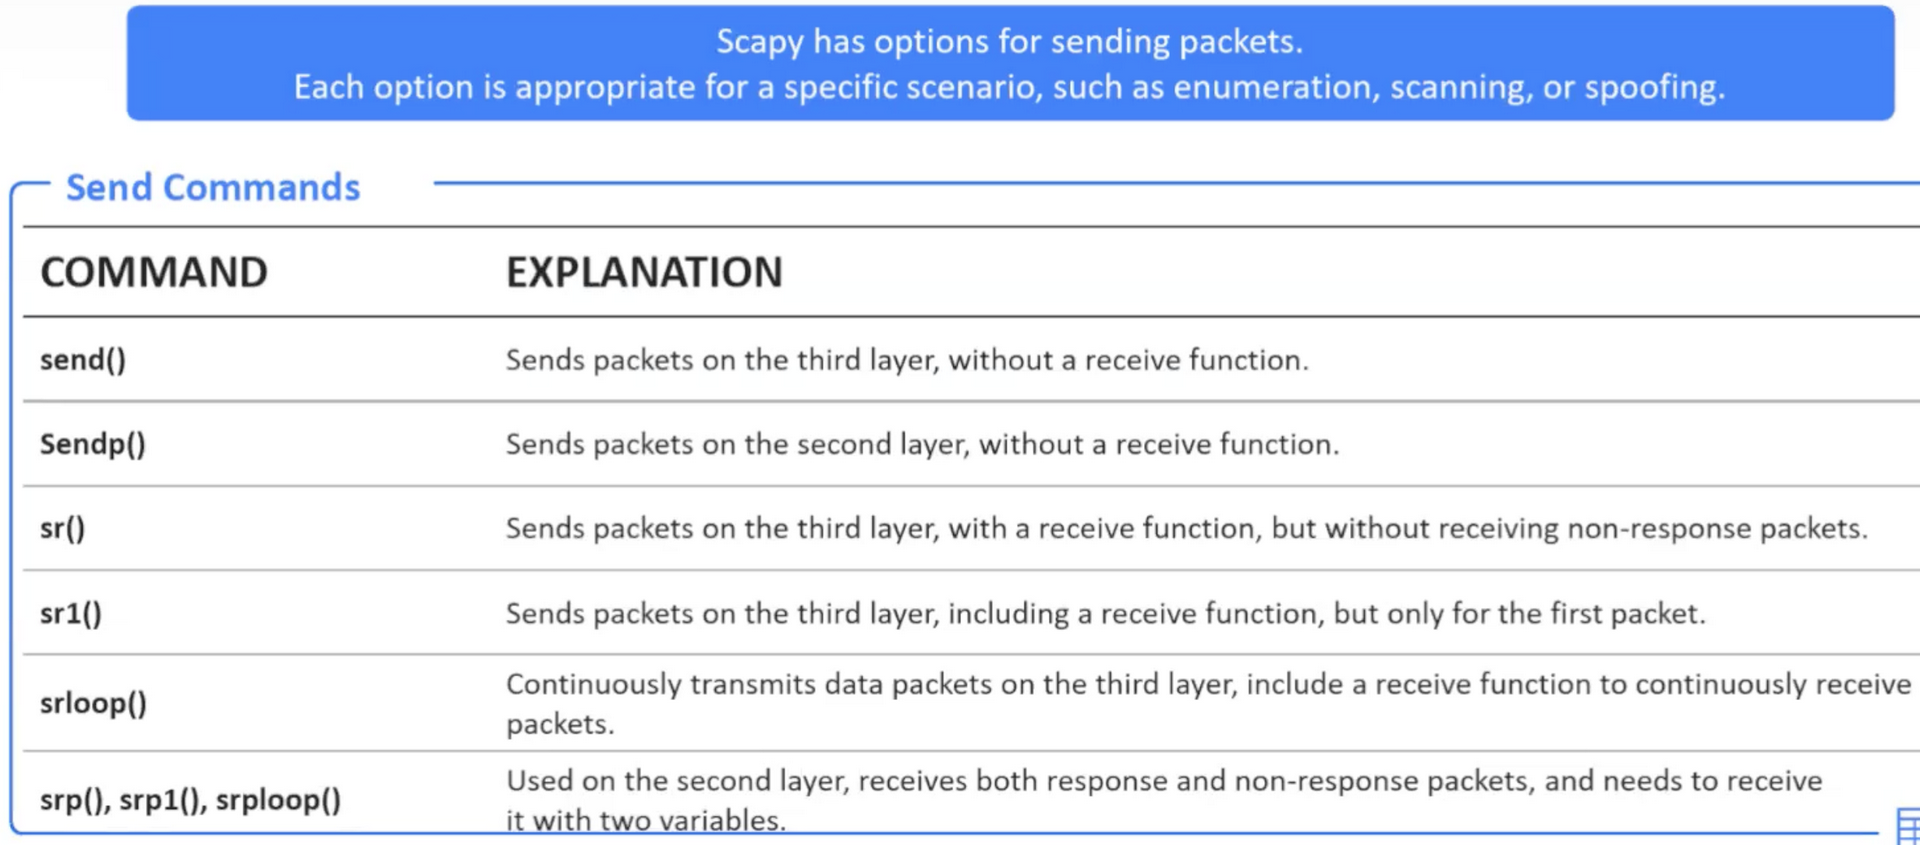 Scapy has options for sending packets.
Each option is appropriate for a specific scenario, such as enumeration, scanning, or spoofing.
Send Commands
COMMAND EXPLANATION
send() Sends packets on the third layer, without a receive function.
Sendp() Sends packets on the second layer, without a receive function.
sr() Sends packets on the third layer, with a receive function, but without receiving non-response packets.
sr1() Sends packets on the third layer, including a receive function, but only for the first packet.
srloop() Continuously transmits data packets on the third layer, include a receive function to continuously receive
packets.
srp(), srp1(), srploop() Used on the second layer, receives both response and non-response packets, and needs to receive
it with two variables.